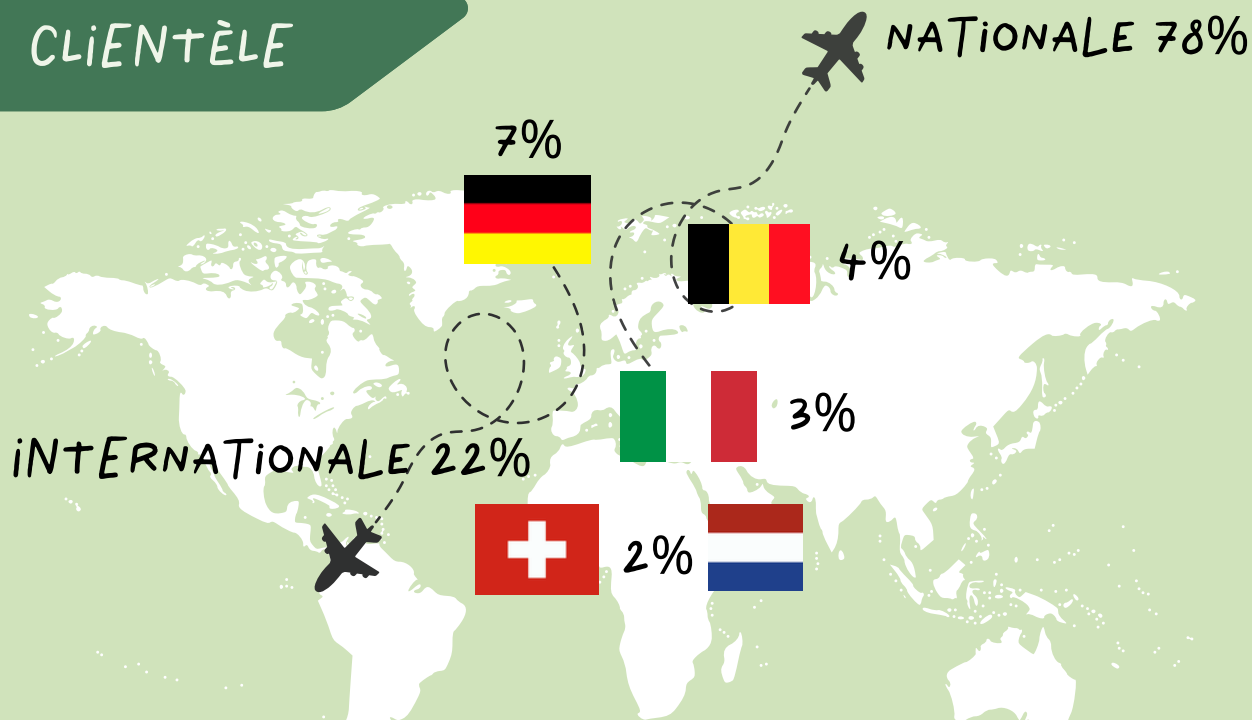 CLIENTÈLE
NATIONALE 78%
7%
4%
3%
INTERNATIONALE 22%
2%